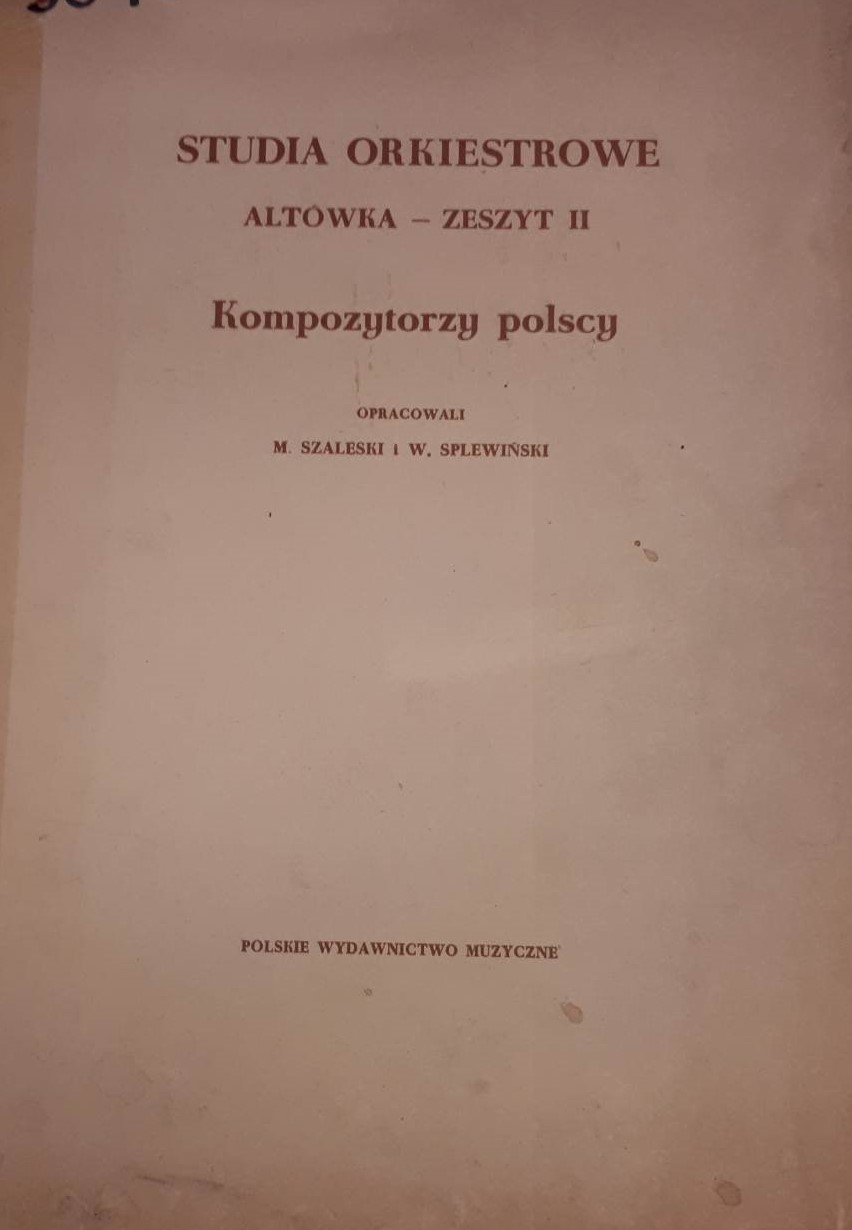 STUDIA ORKIESTROWE
ALTÓWKA – ZESZYT II
Kompozytorzy polscy
OPRACOWALI
M. SZALESKI i W. SPLEWIŃSKI
POLSKIE WYDAWNICTWO MUZYCZNE